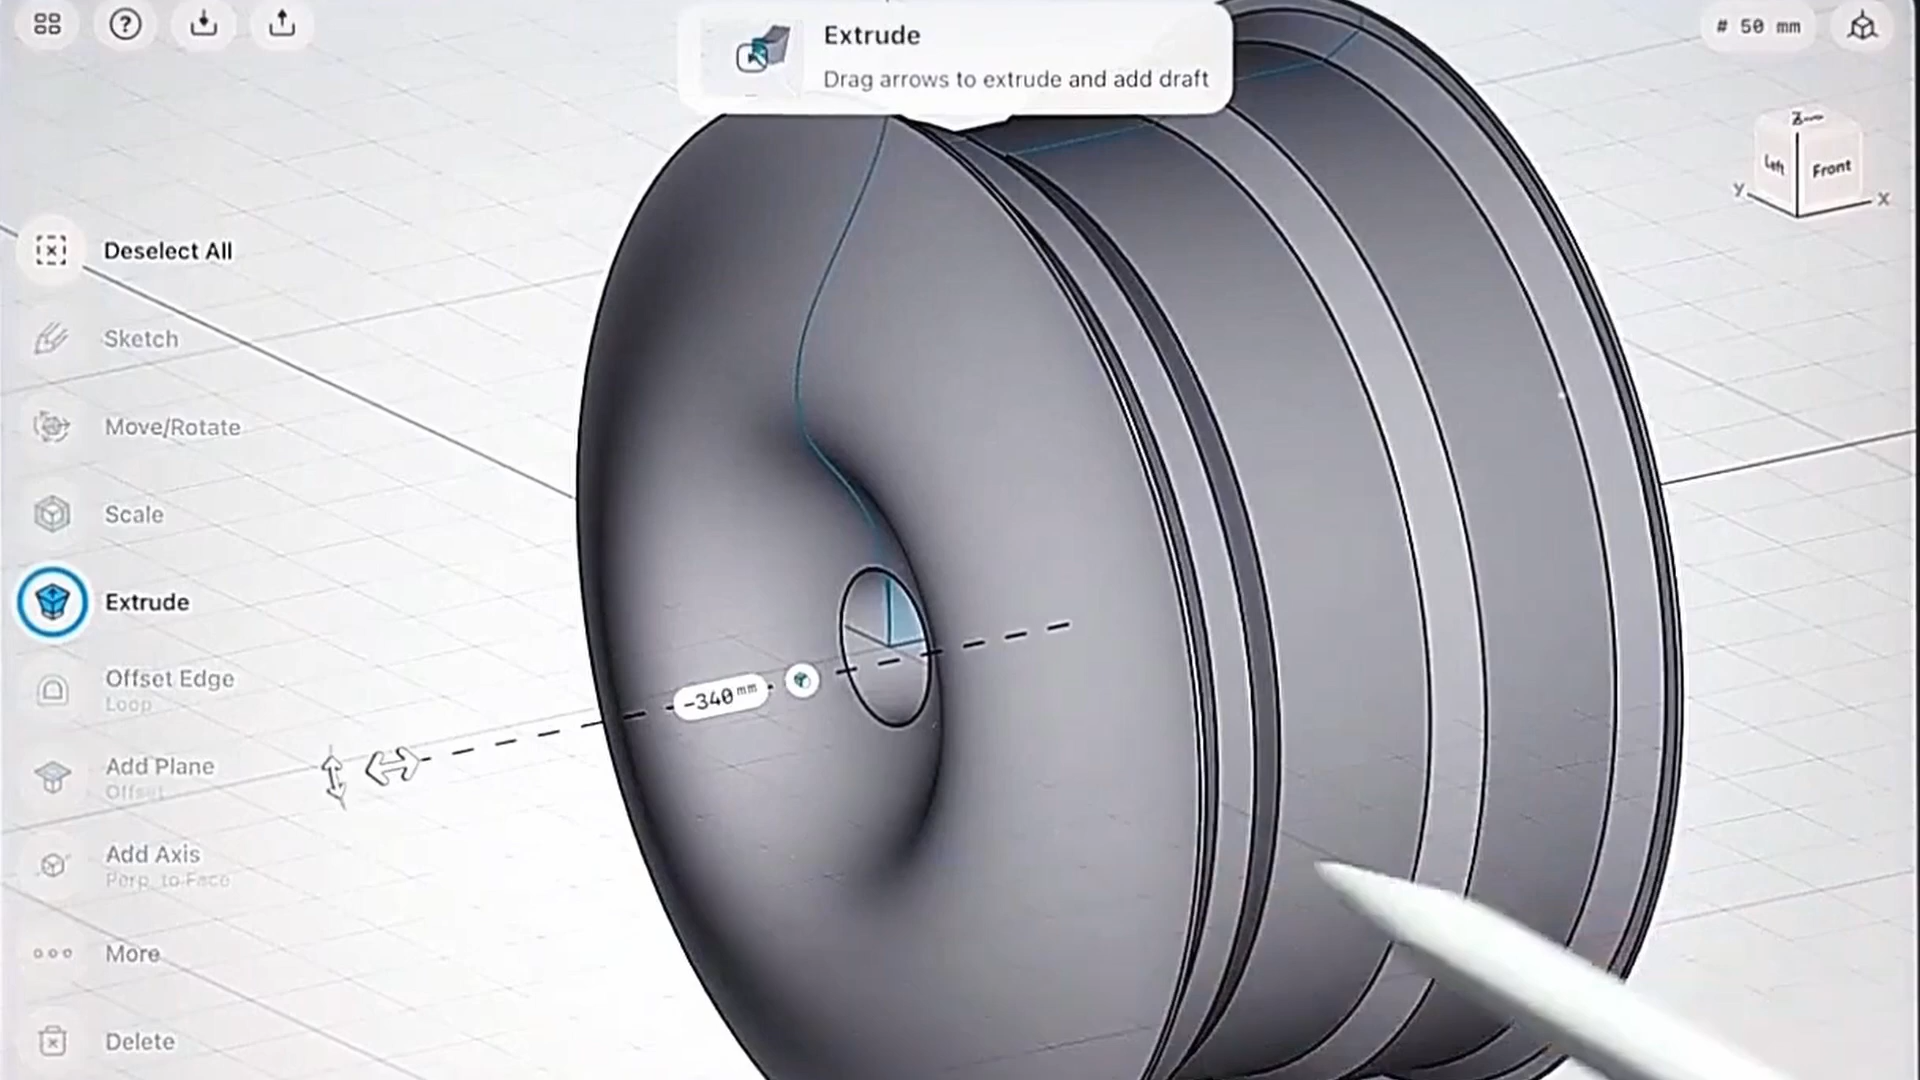 Extrude
Drag arrows to extrude and add draft
# 50 mm
Z
Left
Front
Y
X
Deselect All
Sketch
Move/Rotate
Scale
Extrude
Offset Edge
Loop
Add Plane
Offset
Add Axis
Perp. to Face
More
Delete
-340 mm